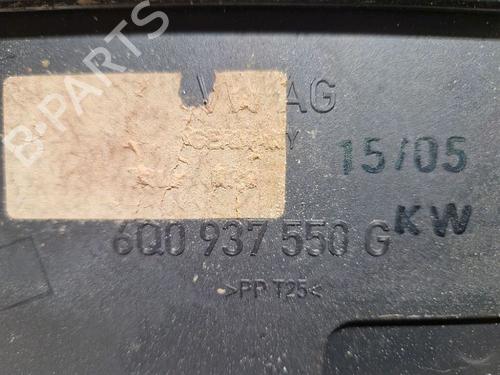 B-PARTS
VW AG
GERMANY
15/05
KW
6Q0 937 550 G
>PP T25<